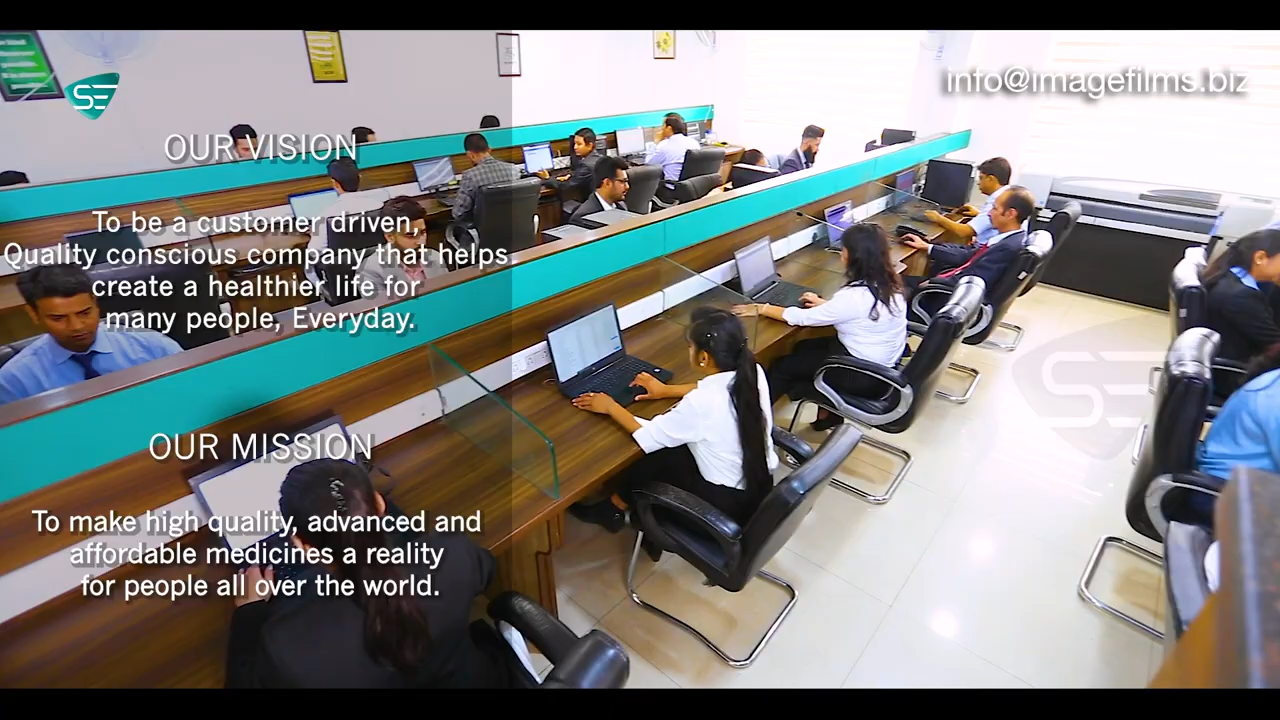 SE
info@imagefilms.biz
OUR VISION
To be a customer driven,
Quality conscious company that helps.
create a healthier life for
many people, Everyday.
SE
OUR MISSION
To make high quality, advanced and
affordable medicines a reality
for people all over the world.